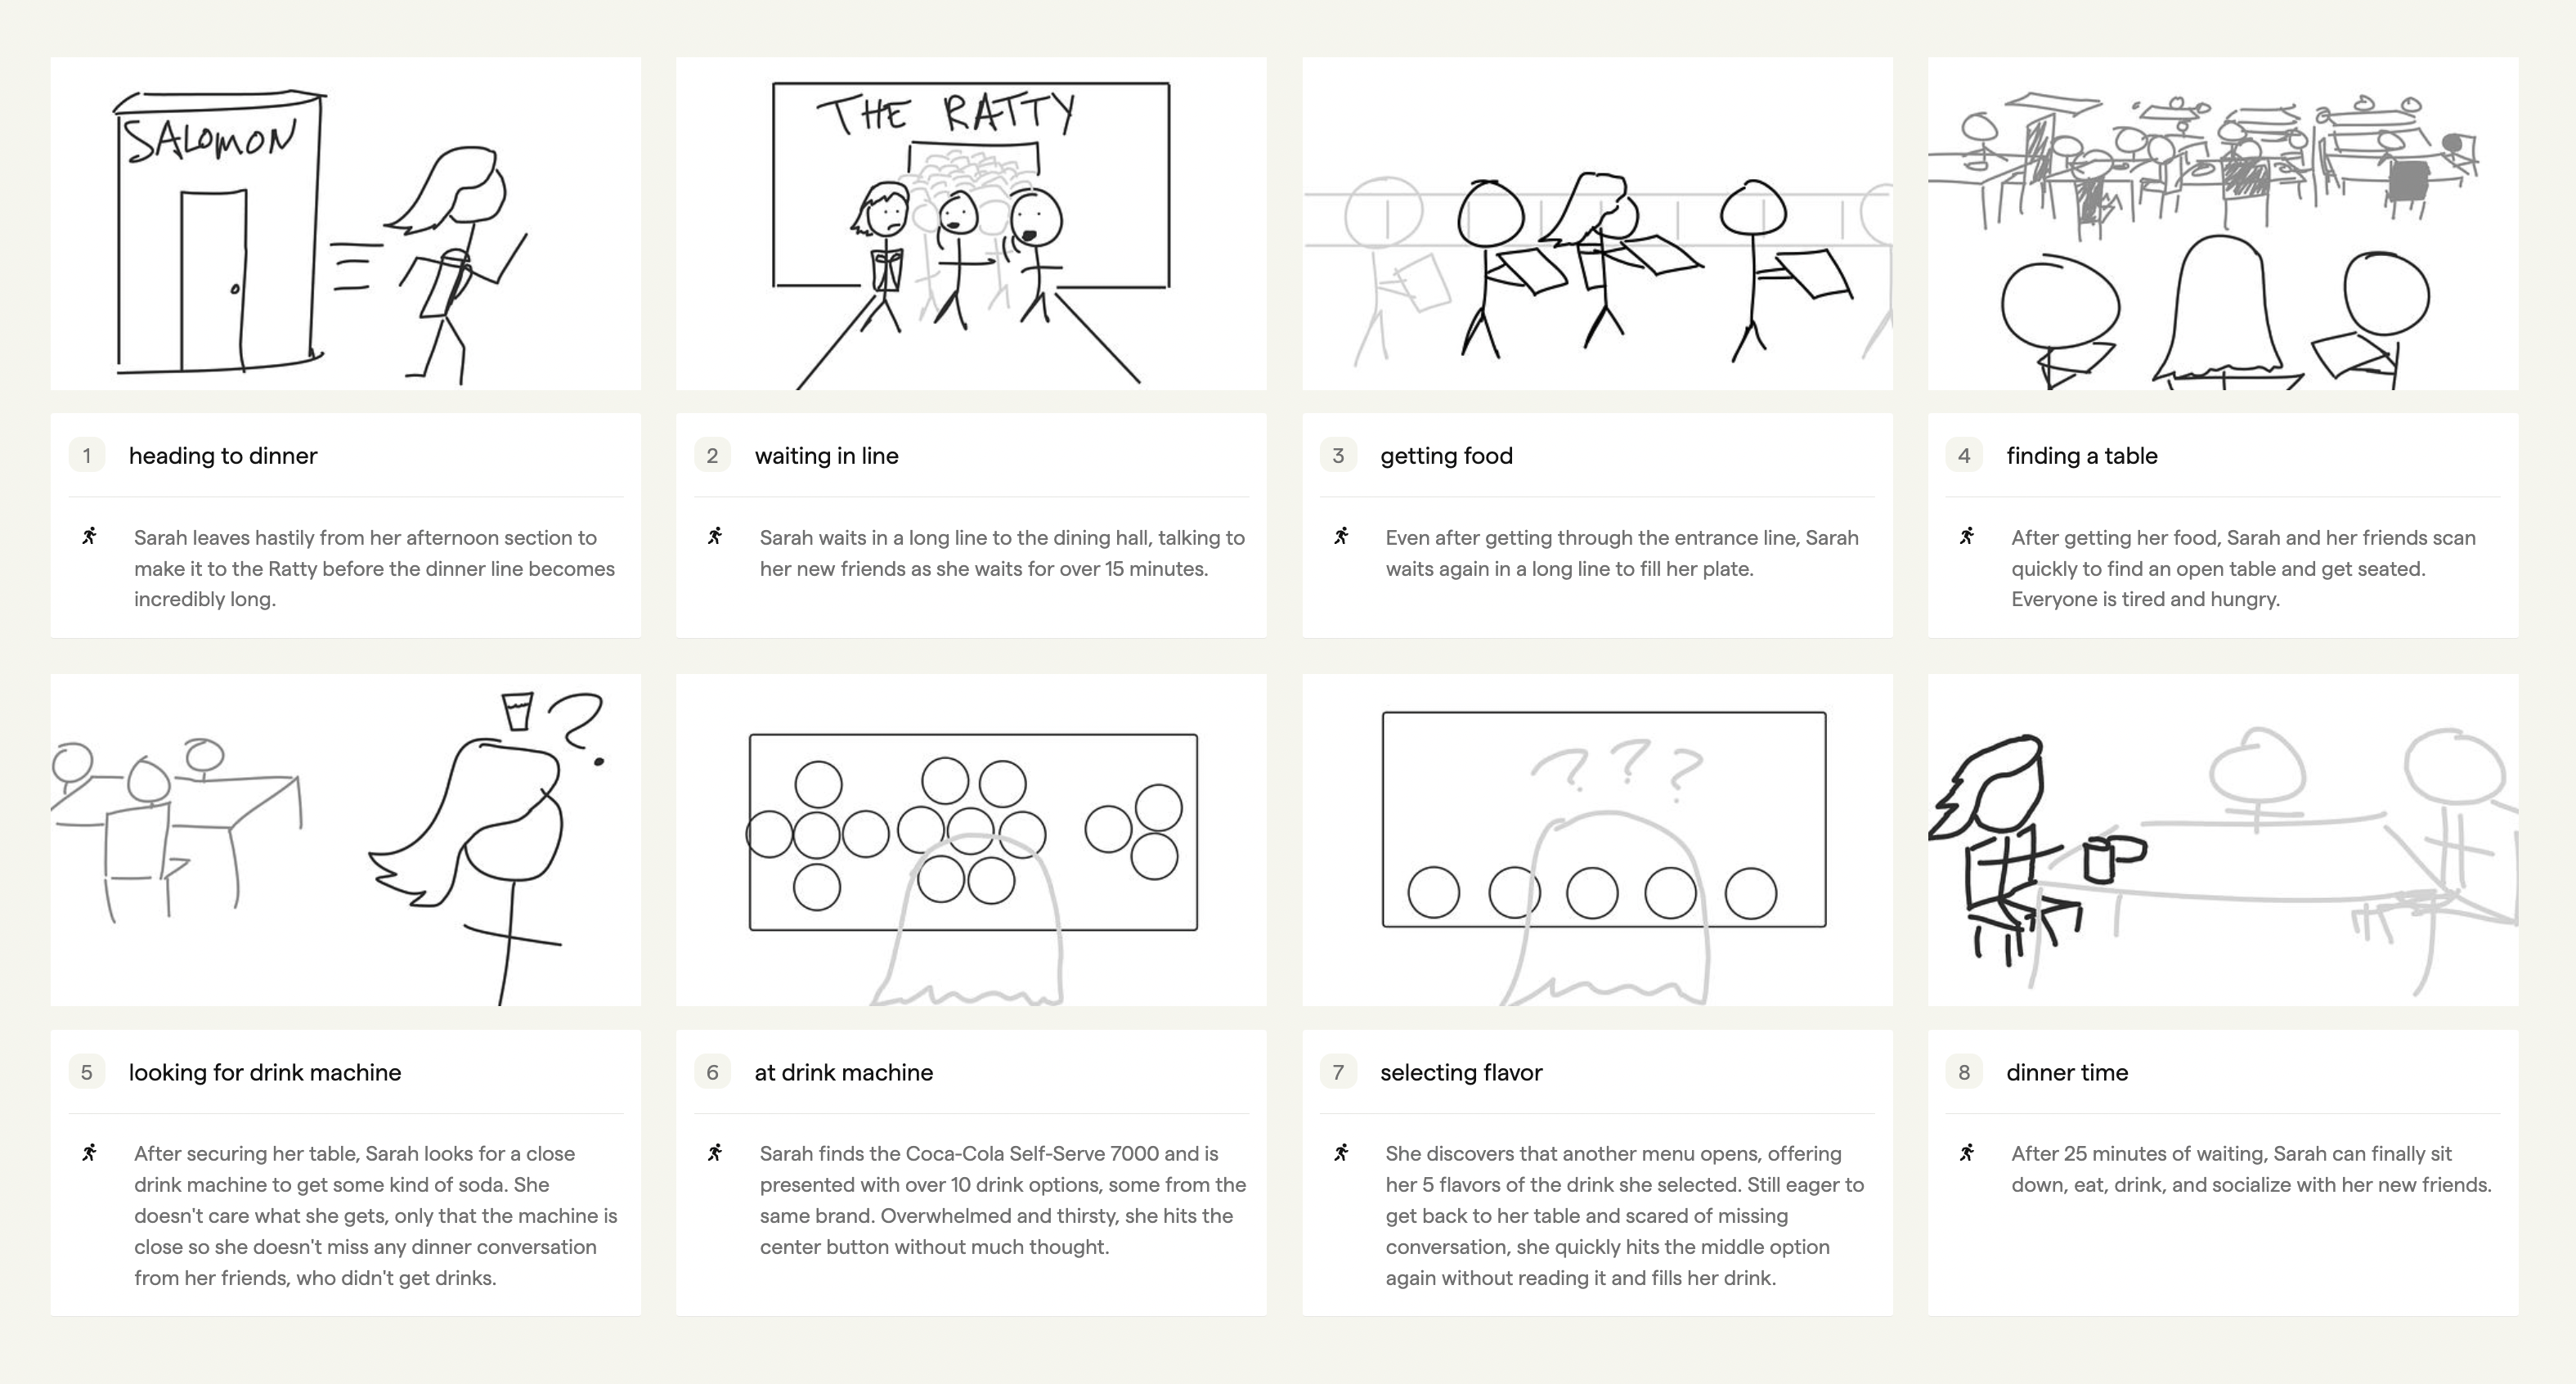 SALOMON
THE RATTY
?
? ? ?
1 heading to dinner
Sarah leaves hastily from her afternoon section to
make it to the Ratty before the dinner line becomes
incredibly long.
2 waiting in line
Sarah waits in a long line to the dining hall, talking to
her new friends as she waits for over 15 minutes.
3 getting food
Even after getting through the entrance line, Sarah
waits again in a long line to fill her plate.
4 finding a table
After getting her food, Sarah and her friends scan
quickly to find an open table and get seated.
Everyone is tired and hungry.
5 looking for drink machine
After securing her table, Sarah looks for a close
drink machine to get some kind of soda. She
doesn't care what she gets, only that the machine is
close so she doesn't miss any dinner conversation
from her friends, who didn't get drinks.
6 at drink machine
Sarah finds the Coca-Cola Self-Serve 7000 and is
presented with over 10 drink options, some from the
same brand. Overwhelmed and thirsty, she hits the
center button without much thought.
7 selecting flavor
She discovers that another menu opens, offering
her 5 flavors of the drink she selected. Still eager to
get back to her table and scared of missing
conversation, she quickly hits the middle option
again without reading it and fills her drink.
8 dinner time
After 25 minutes of waiting, Sarah can finally sit
down, eat, drink, and socialize with her new friends.